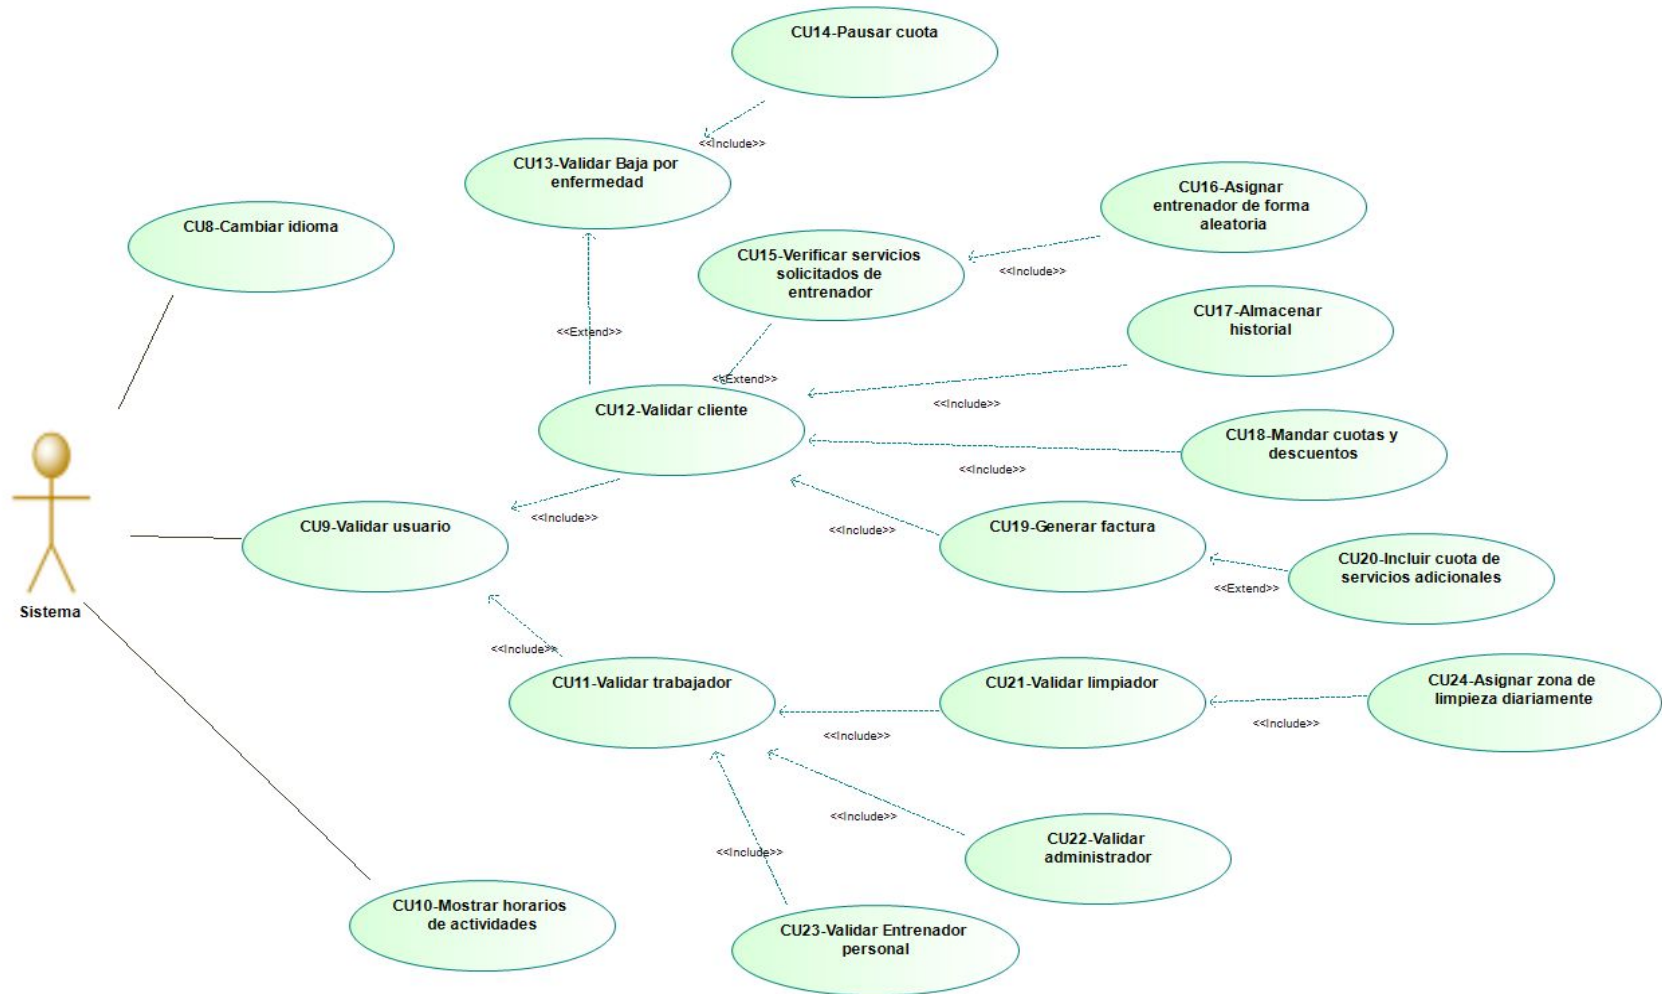 CU14-Pausar cuota
<<Include>>
CU13-Validar Baja por
enfermedad
CU16-Asignar
entrenador de forma
aleatoria
CU8-Cambiar idioma
CU15-Verificar servicios
solicitados de
entrenador
<<Include>>
CU17-Almacenar
historial
<<Extend>>
<<Extend>>
CU12-Validar cliente
<<Include>>
CU18-Mandar cuotas y
descuentos
<<Include>>
CU9-Validar usuario
<<Include>>
CU19-Generar factura
<<Include>>
CU20-Incluir cuota de
servicios adicionales
<<Extend>>
Sistema
<<Include>>
CU11-Validar trabajador
CU21-Validar limpiador
CU24-Asignar zona de
limpieza diariamente
<<Include>>
<<Include>>
<<Include>>
CU22-Validar
administrador
<<Include>>
CU10-Mostrar horarios
de actividades
CU23-Validar Entrenador
personal